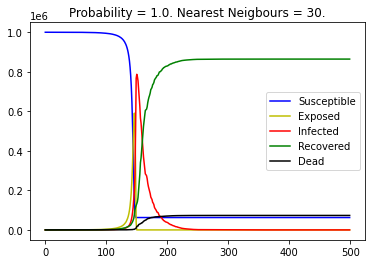 Probability = 1.0. Nearest Neigbours = 30.
1e6
1.0
0.8
0.6
0.4
0.2
0.0
0
100
200
300
400
500
Susceptible
Exposed
Infected
Recovered
Dead